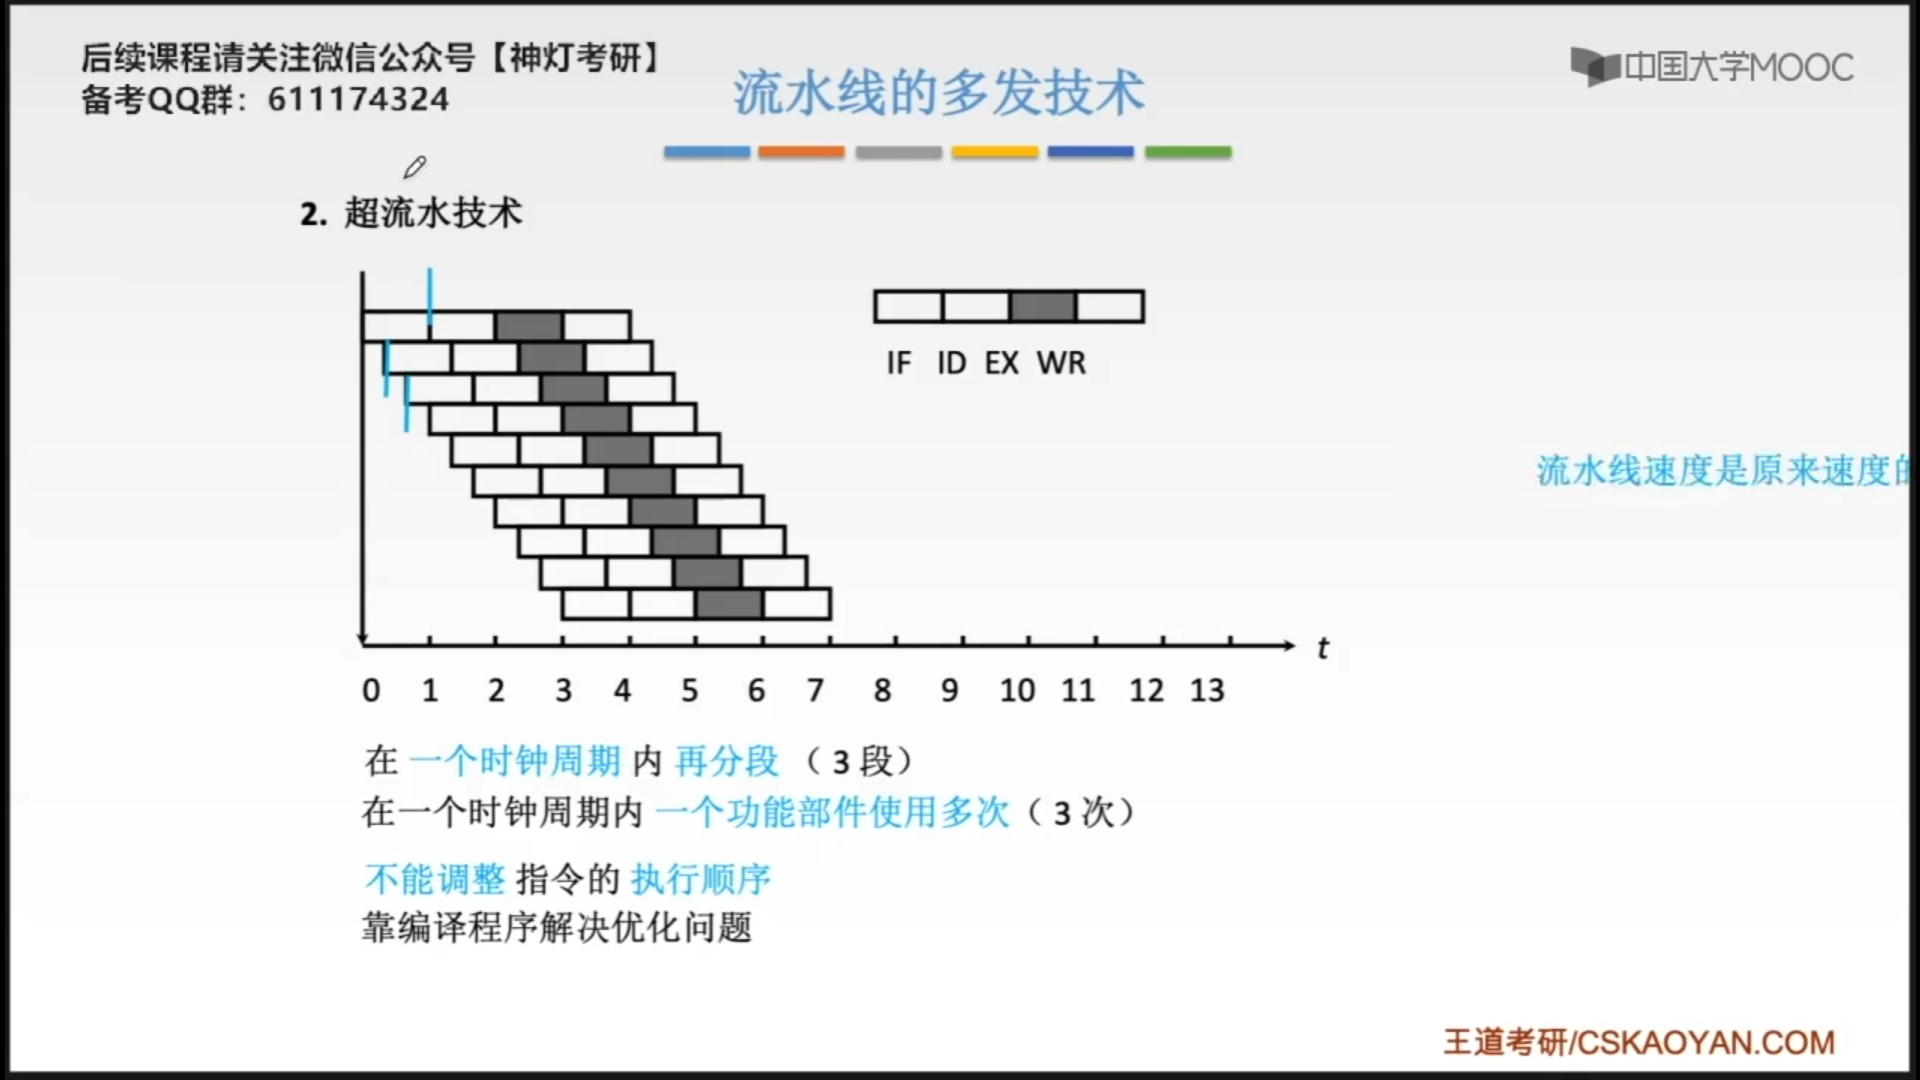 后续课程请关注微信公众号【神灯考研】
备考QQ群：611174324
中国大学MOOC
流水线的多发技术
2. 超流水技术
IF ID EX WR
流水线速度是原来速度的
t
0 1 2 3 4 5 6 7 8 9 10 11 12 13
在 一个时钟周期 内 再分段 （ 3 段）
在一个时钟周期内 一个功能部件使用多次（ 3 次）
不能调整 指令的 执行顺序
靠编译程序解决优化问题
王道考研/CSKAOYAN.COM